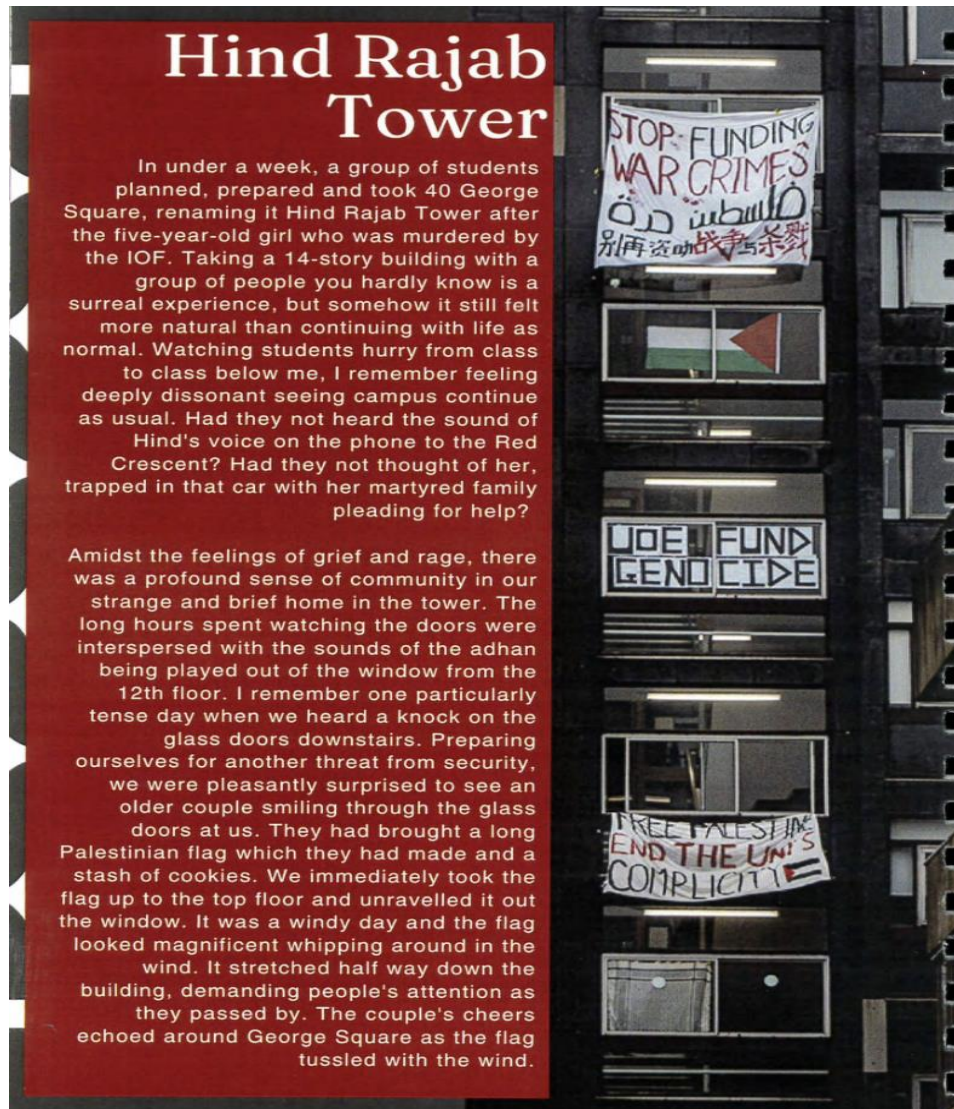 Hind Rajab
Tower
In under a week, a group of students
planned, prepared and took 40 George
Square, renaming it Hind Rajab Tower after
the five-year-old girl who was murdered by
the IOF. Taking a 14-story building with a
group of people you hardly know is a
surreal experience, but somehow it still felt
more natural than continuing with life as
normal. Watching students hurry from class
to class below me, I remember feeling
deeply dissonant seeing campus continue
as usual. Had they not heard the sound of
Hind's voice on the phone to the Red
Crescent? Had they not thought of her,
trapped in that car with her martyred family
pleading for help?
Amidst the feelings of grief and rage, there
was a profound sense of community in our
strange and brief home in the tower. The
long hours spent watching the doors were
interspersed with the sounds of the adhan
being played out of the window from the
12th floor. I remember one particularly
tense day when we heard a knock on the
glass doors downstairs. Preparing
ourselves for another threat from security,
we were pleasantly surprised to see an
older couple smiling through the glass
doors at us. They had brought a long
Palestinian flag which they had made and a
stash of cookies. We immediately took the
flag up to the top floor and unravelled it out
the window. It was a windy day and the flag
looked magnificent whipping around in the
wind. It stretched half way down the
building, demanding people's attention as
they passed by. The couple's cheers
echoed around George Square as the flag
tussled with the wind.
STOP FUNDING
WAR CRIMES
فلسطين حرة
别再资助战争与杀戮
UOE FUND
GENOCIDE
FREE PALESTINE
END THE UNI'S
COMPLICITY